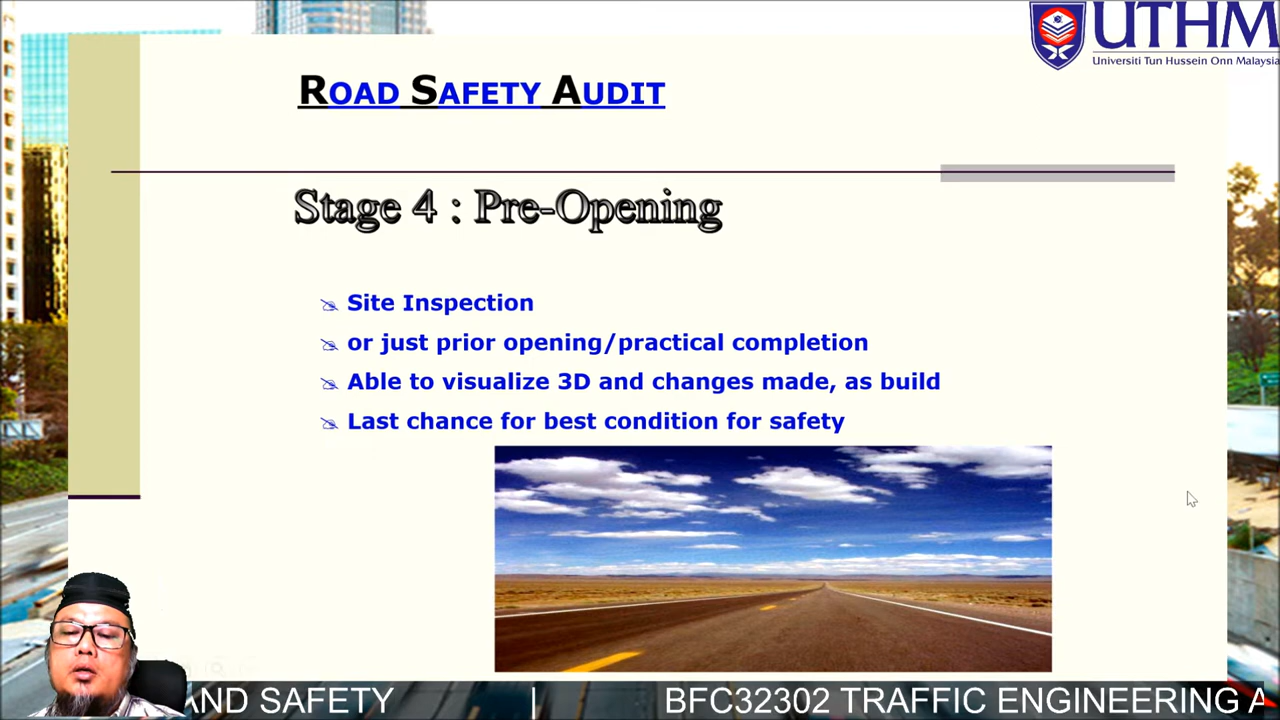 UTHM
Universiti Tun Hussein Onn Malaysia
ROAD SAFETY AUDIT
Stage 4 : Pre-Opening
Site Inspection
or just prior opening/practical completion
Able to visualize 3D and changes made, as build
Last chance for best condition for safety
AND SAFETY | BFC32302 TRAFFIC ENGINEERING A